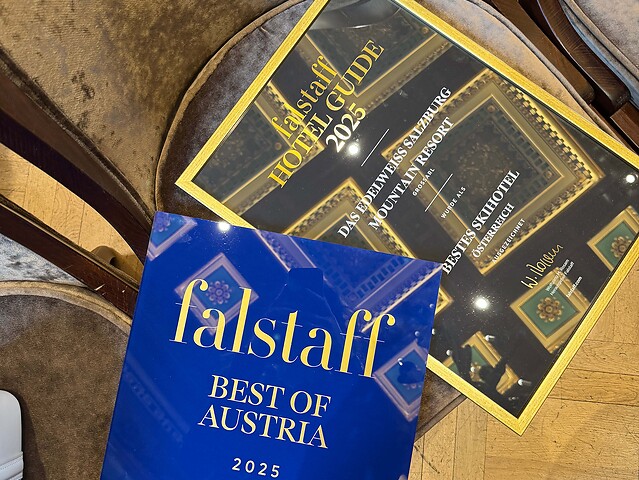 falstaff
HOTEL GUIDE
2025
DAS EDELWEISS SALZBURG
MOUNTAIN RESORT
GROSSARL
WURDE ALS
BESTES SKIHOTEL
ÖSTERREICH
AUSGEZEICHNET
falstaff
BEST OF
AUSTRIA
2025